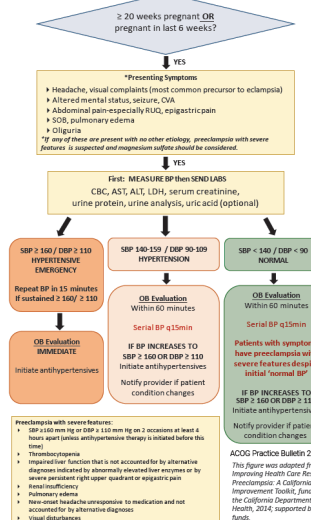 ≥ 20 weeks pregnant OR
pregnant in last 6 weeks?
YES
*Presenting Symptoms
Headache, visual complaints (most common precursor to eclampsia)
Altered mental status, seizure, CVA
Abdominal pain-especially RUQ, epigastric pain
SOB, pulmonary edema
Oliguria
*If any of these are present with no other etiology, preeclampsia with severe
features is suspected and magnesium sulfate should be considered.
YES
First: MEASURE BP then SEND LABS
CBC, AST, ALT, LDH, serum creatinine,
urine protein, urine analysis, uric acid (optional)
SBP ≥ 160 / DBP ≥ 110
HYPERTENSIVE
EMERGENCY
Repeat BP in 15 minutes
If sustained ≥ 160/ ≥ 110
OB Evaluation
IMMEDIATE
Initiate antihypertensives
SBP 140-159 / DBP 90-109
HYPERTENSION
OB Evaluation
Within 60 minutes
Serial BP q15min
IF BP INCREASES TO
SBP ≥ 160 OR DBP ≥ 110
Initiate antihypertensives
Notify provider if patient
condition changes
SBP < 140 / DBP < 90
NORMAL
OB Evaluation
Within 60 minutes
Serial BP q15min
Patients with symptom
have preeclampsia wit
severe features despi
initial 'normal BP'
IF BP INCREASES TO
SBP ≥ 160 OR DBP ≥ 11
Initiate antihypertensiv
Notify provider if patient
condition changes
Preeclampsia with severe features:
SBP ≥160 mm Hg or DBP ≥ 110 mm Hg on 2 occasions at least 4
hours apart (unless antihypertensive therapy is initiated before this
time)
Thrombocytopenia
Impaired liver function that is not accounted for by alternative
diagnoses indicated by abnormally elevated liver enzymes or by
severe persistent right upper quadrant or epigastric pain
Renal insufficiency
Pulmonary edema
New-onset headache unresponsive to medication and not
accounted for by alternative diagnoses
Visual disturbances
ACOG Practice Bulletin 2
This figure was adapted fr
Improving Health Care Res
Preeclampsia: A California
Improvement Toolkit, fund
the California Department
Health, 2014; supported b
funds.